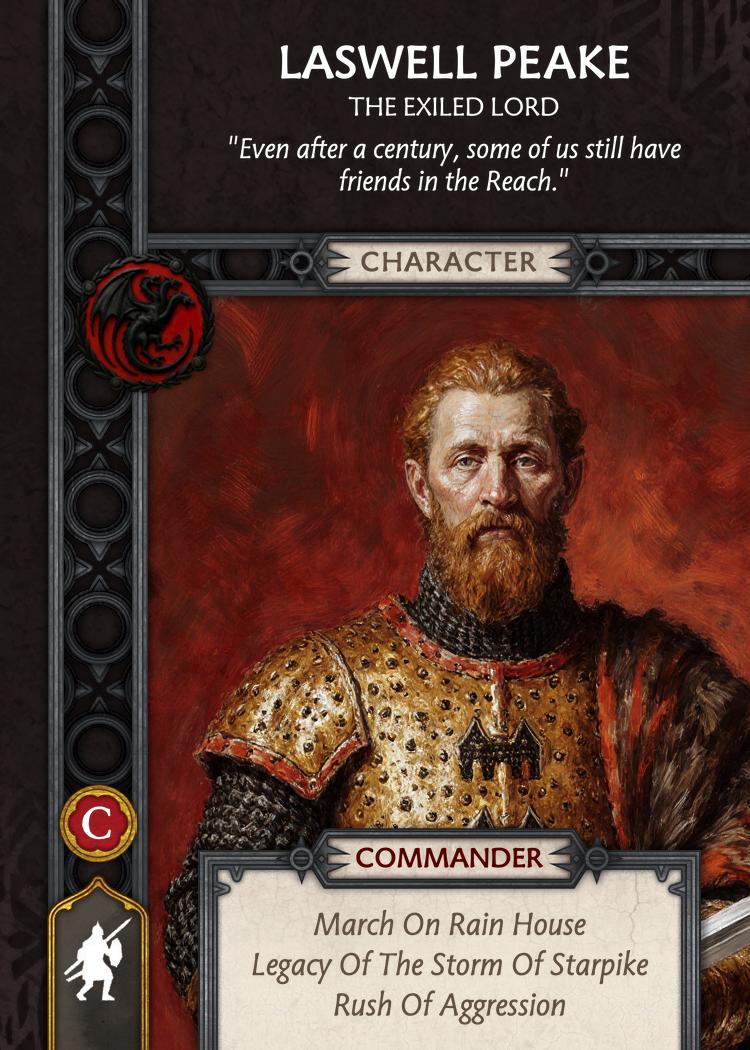 LASWELL PEAKE
THE EXILED LORD
"Even after a century, some of us still have
friends in the Reach."
CHARACTER
C
COMMANDER
March On Rain House
Legacy Of The Storm Of Starpike
Rush Of Aggression